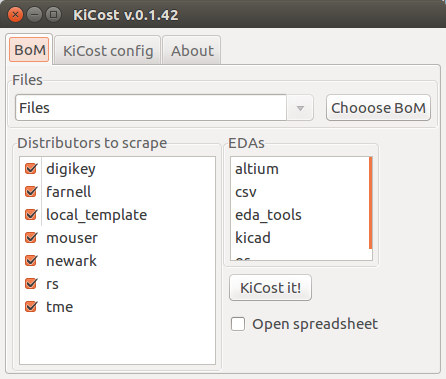 KiCost v.0.1.42
BoM
KiCost config
About
Files
Files
Chooose BoM
Distributors to scrape
digikey
farnell
local_template
mouser
newark
rs
tme
EDAs
altium
csv
eda_tools
kicad
KiCost it!
Open spreadsheet